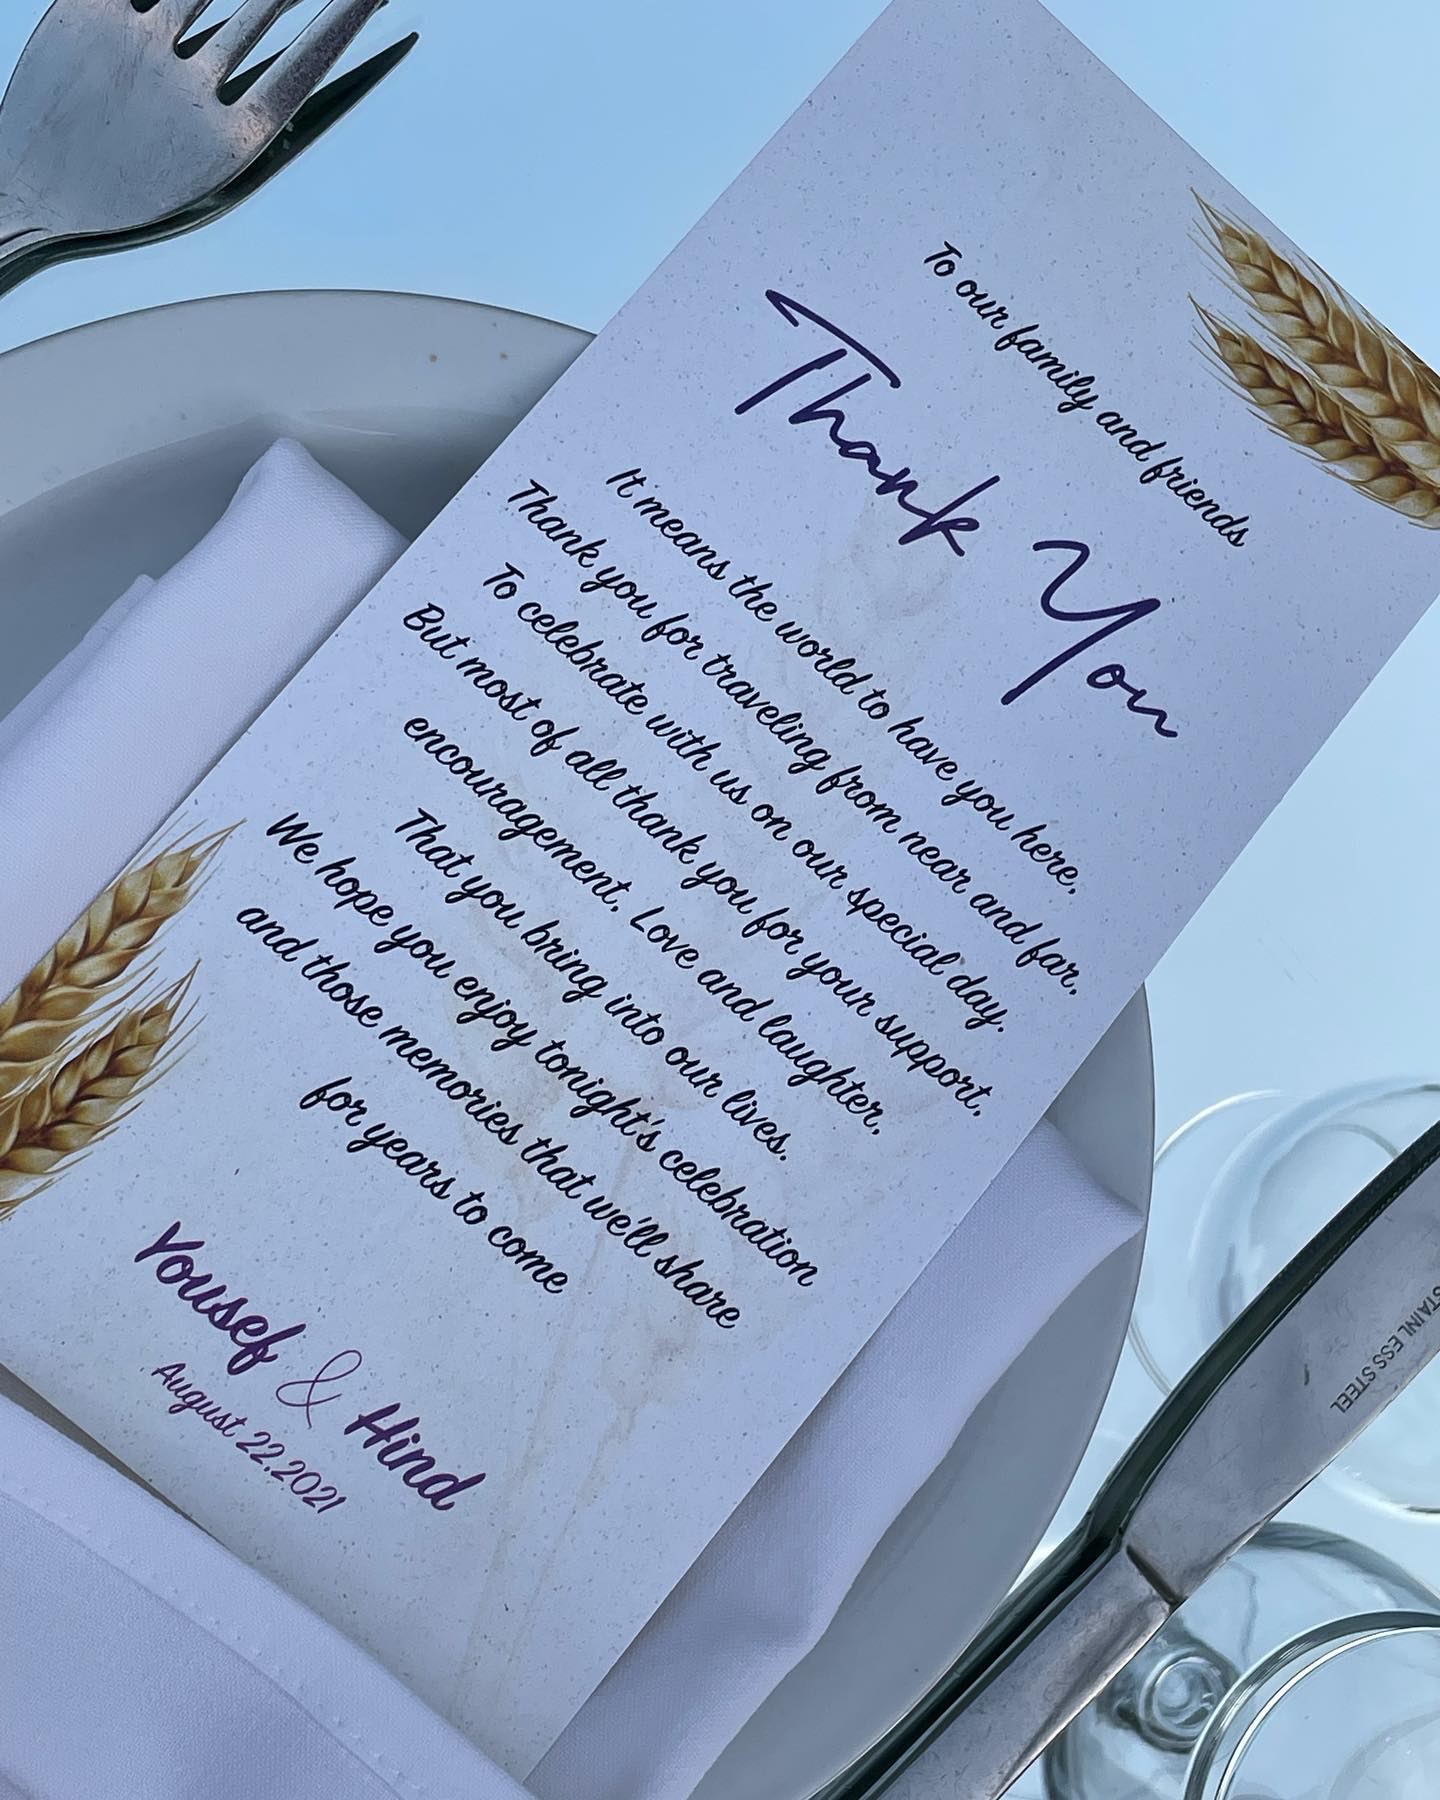 To our family and friends
Thank You
It means the world to have you here,
Thank you for traveling from near and far,
To celebrate with us on our special day.
But most of all thank you for your support,
encouragement, Love and laughter,
That you bring into our lives.
We hope you enjoy tonight's celebration
and those memories that we'll share
for years to come
Yousef & Hind
August 22.2021
STAINLESS STEEL